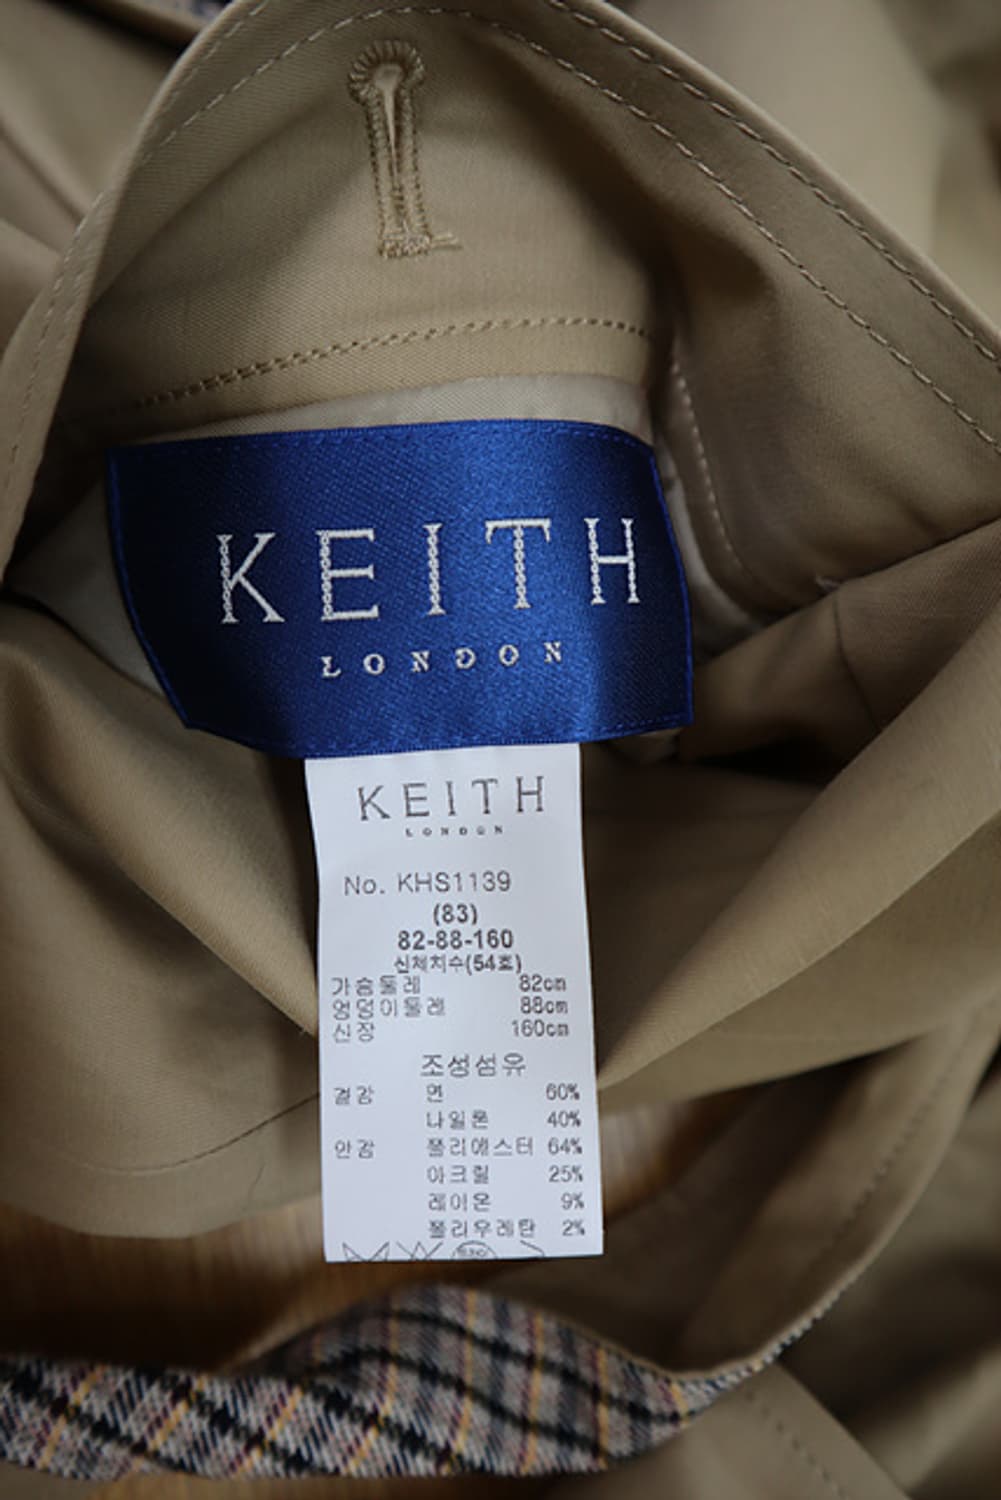 KEITH
LONDON
KEITH
LONDON
No. KHS1139
(83)
82-88-160
신체치수(54호)
가슴둘레 82cm
엉덩이둘레 88cm
신장 160cm
조성섬유
겉감 면 60%
나일론 40%
안감 폴리에스터 64%
아크릴 25%
레이온 9%
폴리우레탄 2%